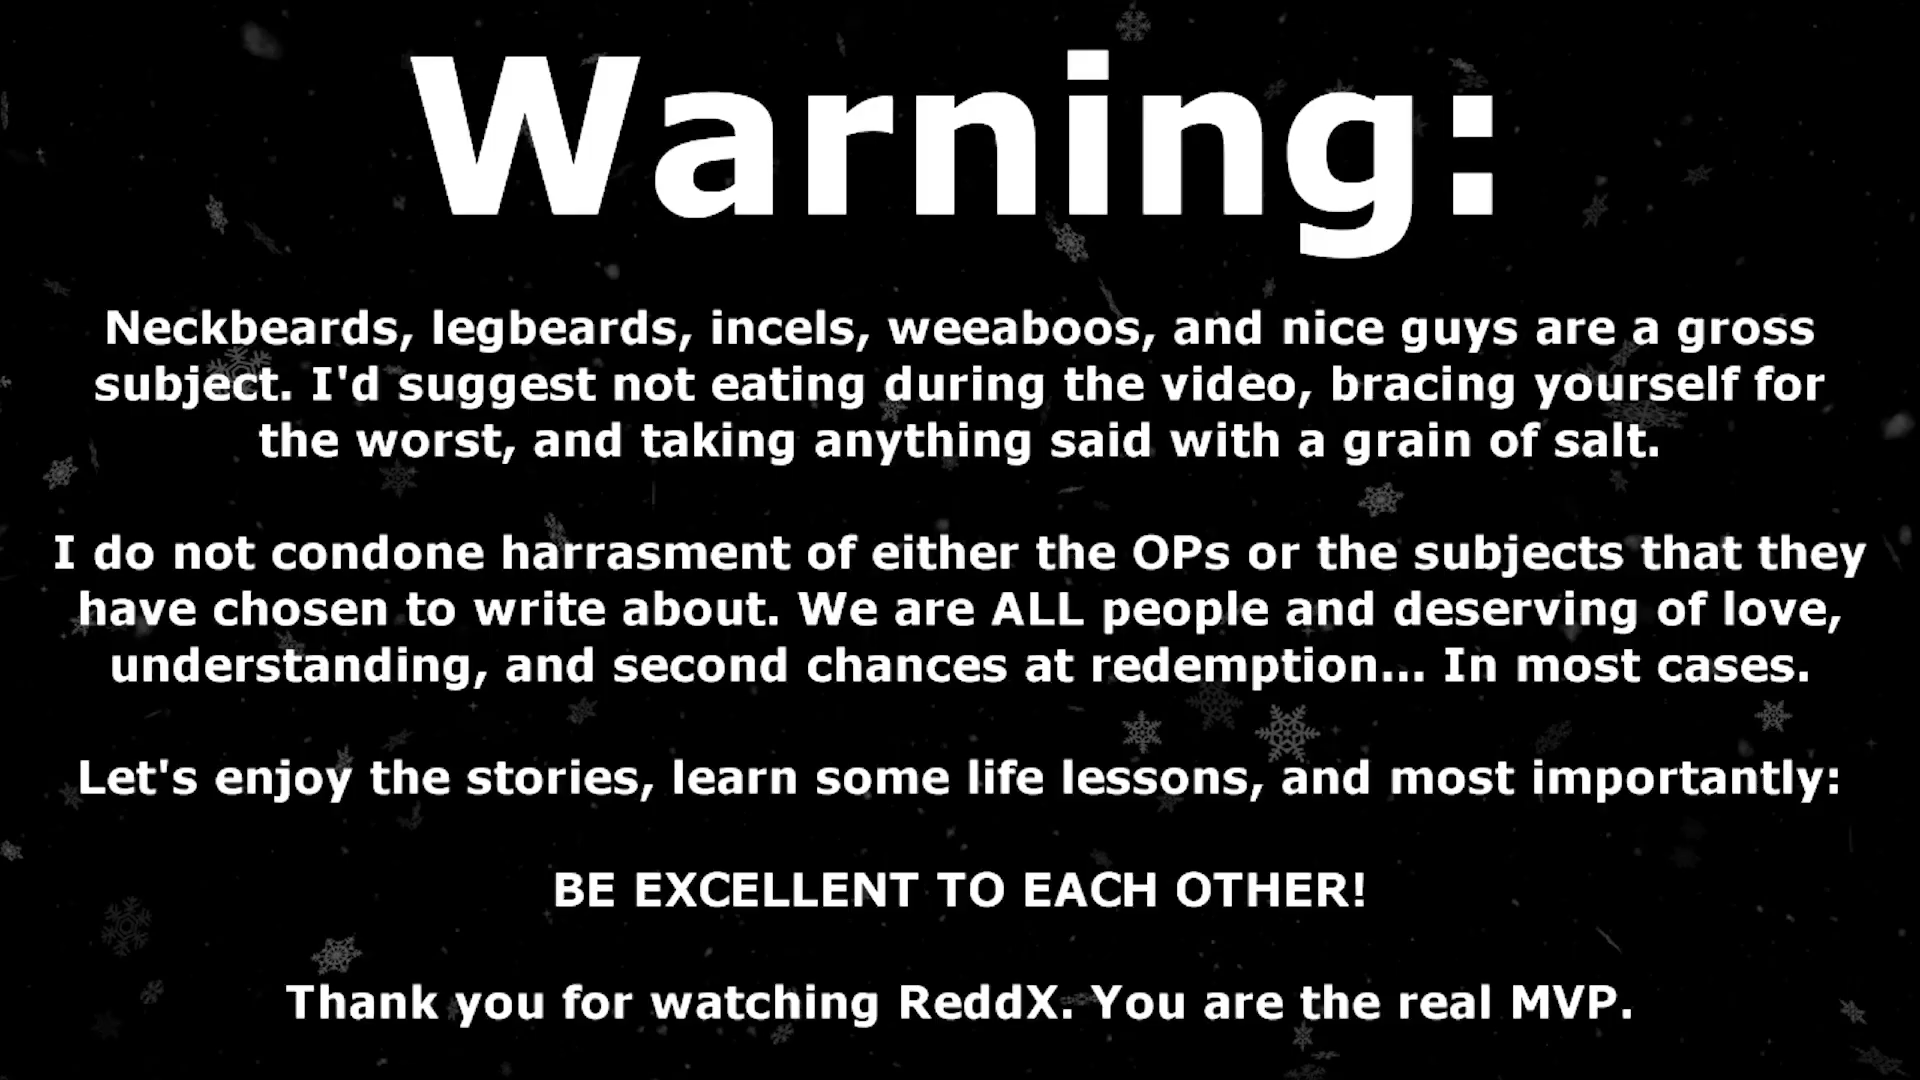 Warning:
Neckbeards, legbeards, incels, weeaboos, and nice guys are a gross
subject. I'd suggest not eating during the video, bracing yourself for
the worst, and taking anything said with a grain of salt.
I do not condone harrasment of either the OPs or the subjects that they
have chosen to write about. We are ALL people and deserving of love,
understanding, and second chances at redemption... In most cases.
Let's enjoy the stories, learn some life lessons, and most importantly:
BE EXCELLENT TO EACH OTHER!
Thank you for watching ReddX. You are the real MVP.